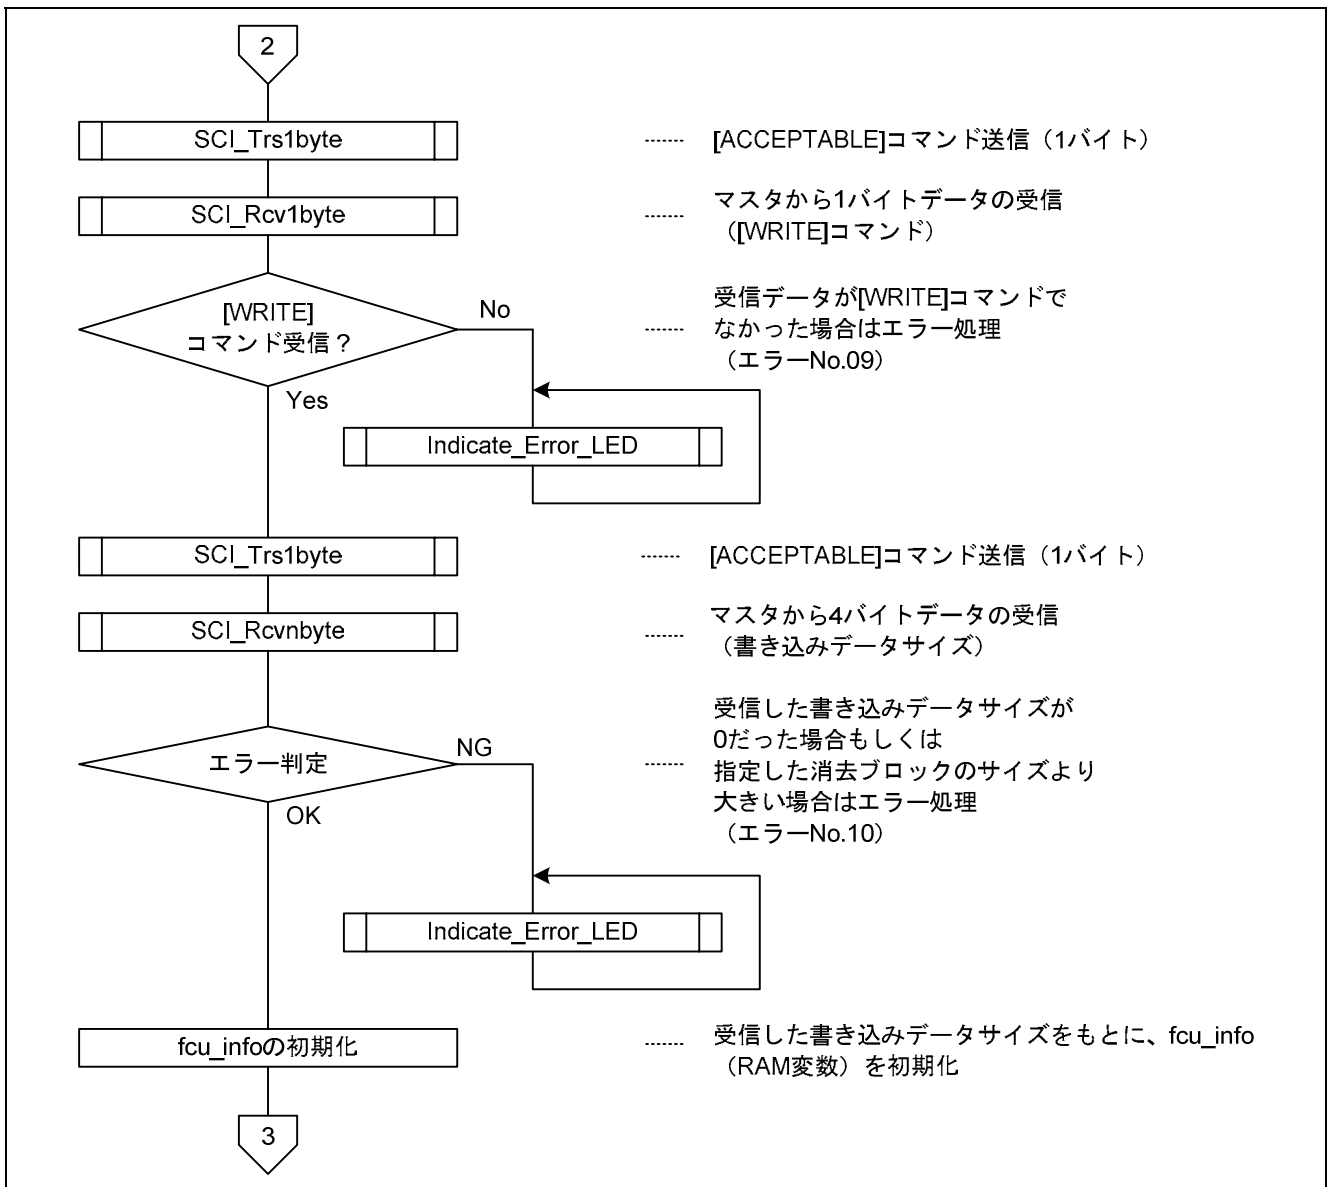 2
SCI_Trs1byte
[ACCEPTABLE]コマンド送信（1バイト）
SCI_Rcv1byte
マスタから1バイトデータの受信
（[WRITE]コマンド）
[WRITE]
コマンド受信？
No
Yes
受信データが[WRITE]コマンドで
なかった場合はエラー処理
（エラーNo.09）
Indicate_Error_LED
SCI_Trs1byte
[ACCEPTABLE]コマンド送信（1バイト）
SCI_Rcvnbyte
マスタから4バイトデータの受信
（書き込みデータサイズ）
エラー判定
NG
OK
受信した書き込みデータサイズが
0だった場合もしくは
指定した消去ブロックのサイズより
大きい場合はエラー処理
（エラーNo.10）
Indicate_Error_LED
fcu_infoの初期化
受信した書き込みデータサイズをもとに、fcu_info
（RAM変数）を初期化
3